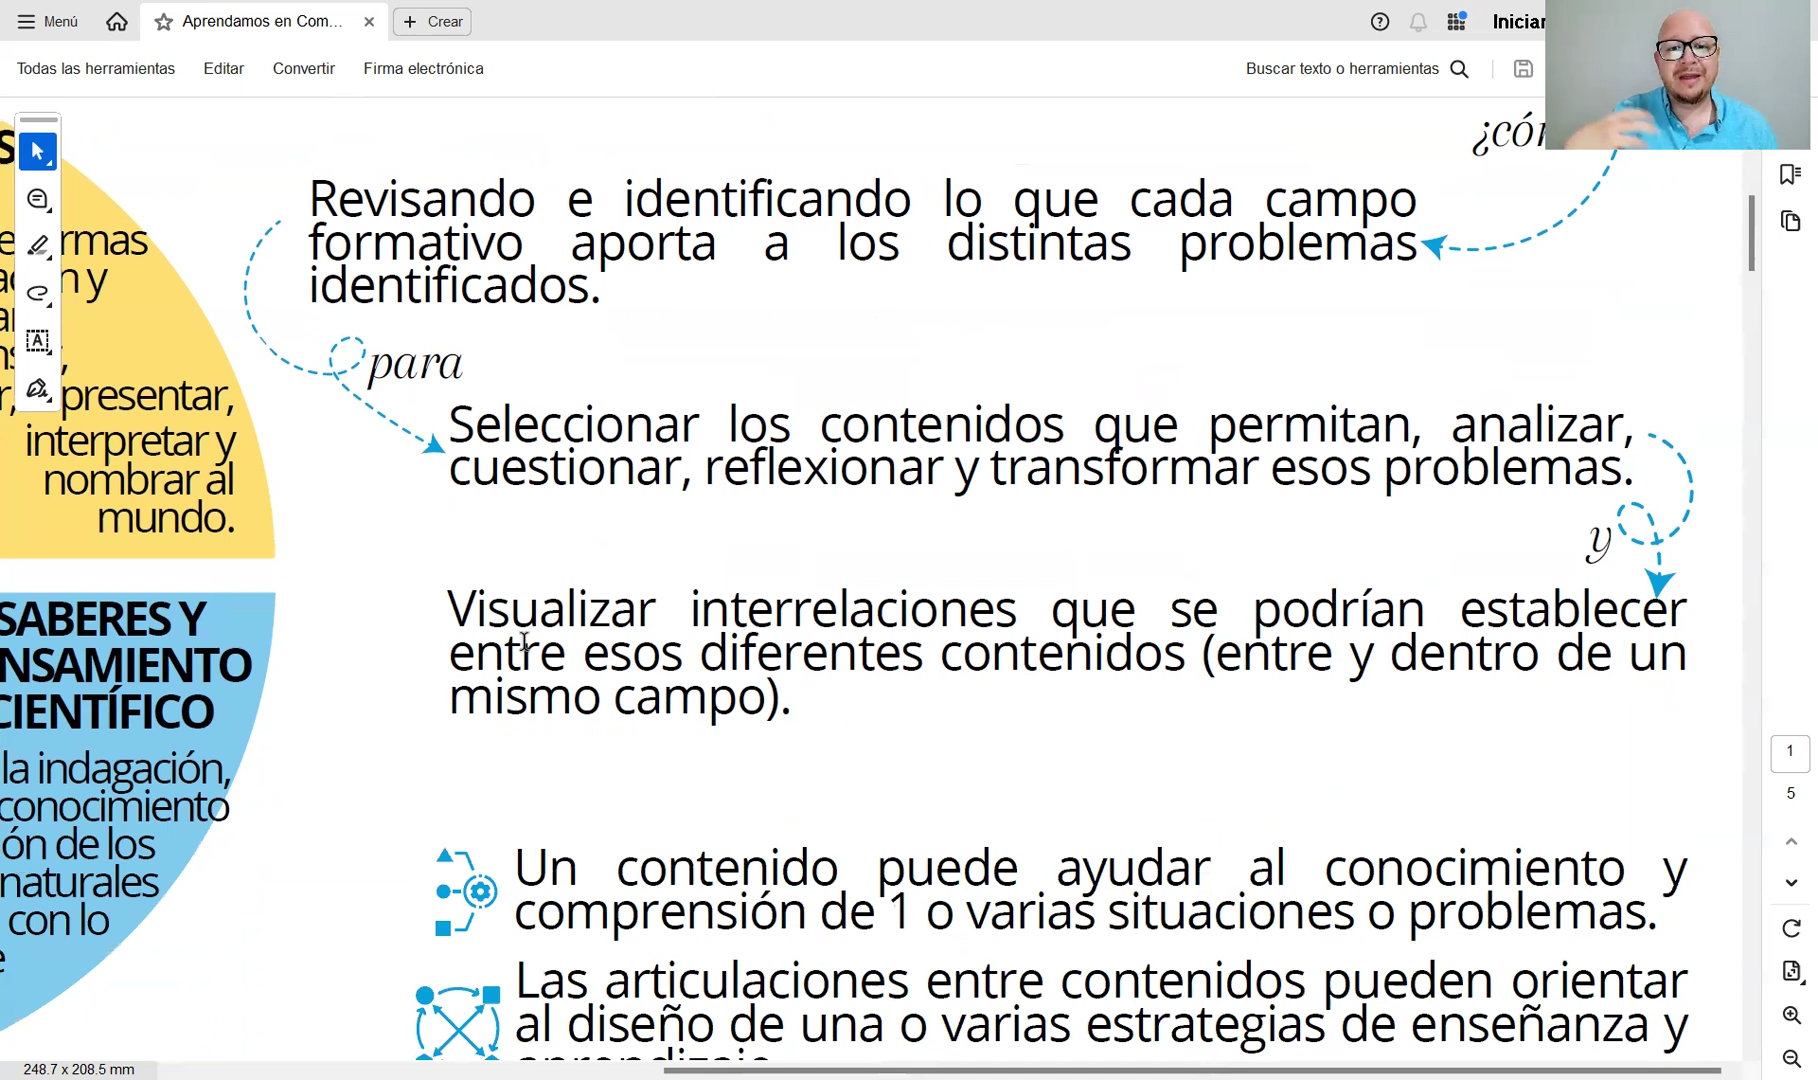 Menú
Aprendamos en Com...
Crear
Iniciar
Todas las herramientas
Editar
Convertir
Firma electrónica
Buscar texto o herramientas
Revisando e identificando lo que cada campo
formativo aporta a los distintas problemas
identificados.
para
Seleccionar los contenidos que permitan, analizar,
cuestionar, reflexionar y transformar esos problemas.
y
Visualizar interrelaciones que se podrían establecer
entre esos diferentes contenidos (entre y dentro de un
mismo campo).
Un contenido puede ayudar al conocimiento y
comprensión de 1 o varias situaciones o problemas.
Las articulaciones entre contenidos pueden orientar
al diseño de una o varias estrategias de enseñanza y
interpretar y
nombrar al
mundo.
SABERES Y
NSAMIENTO
CIENTÍFICO
la indagación,
conocimiento
ón de los
naturales
con lo
1
5
248.7 x 208.5 mm